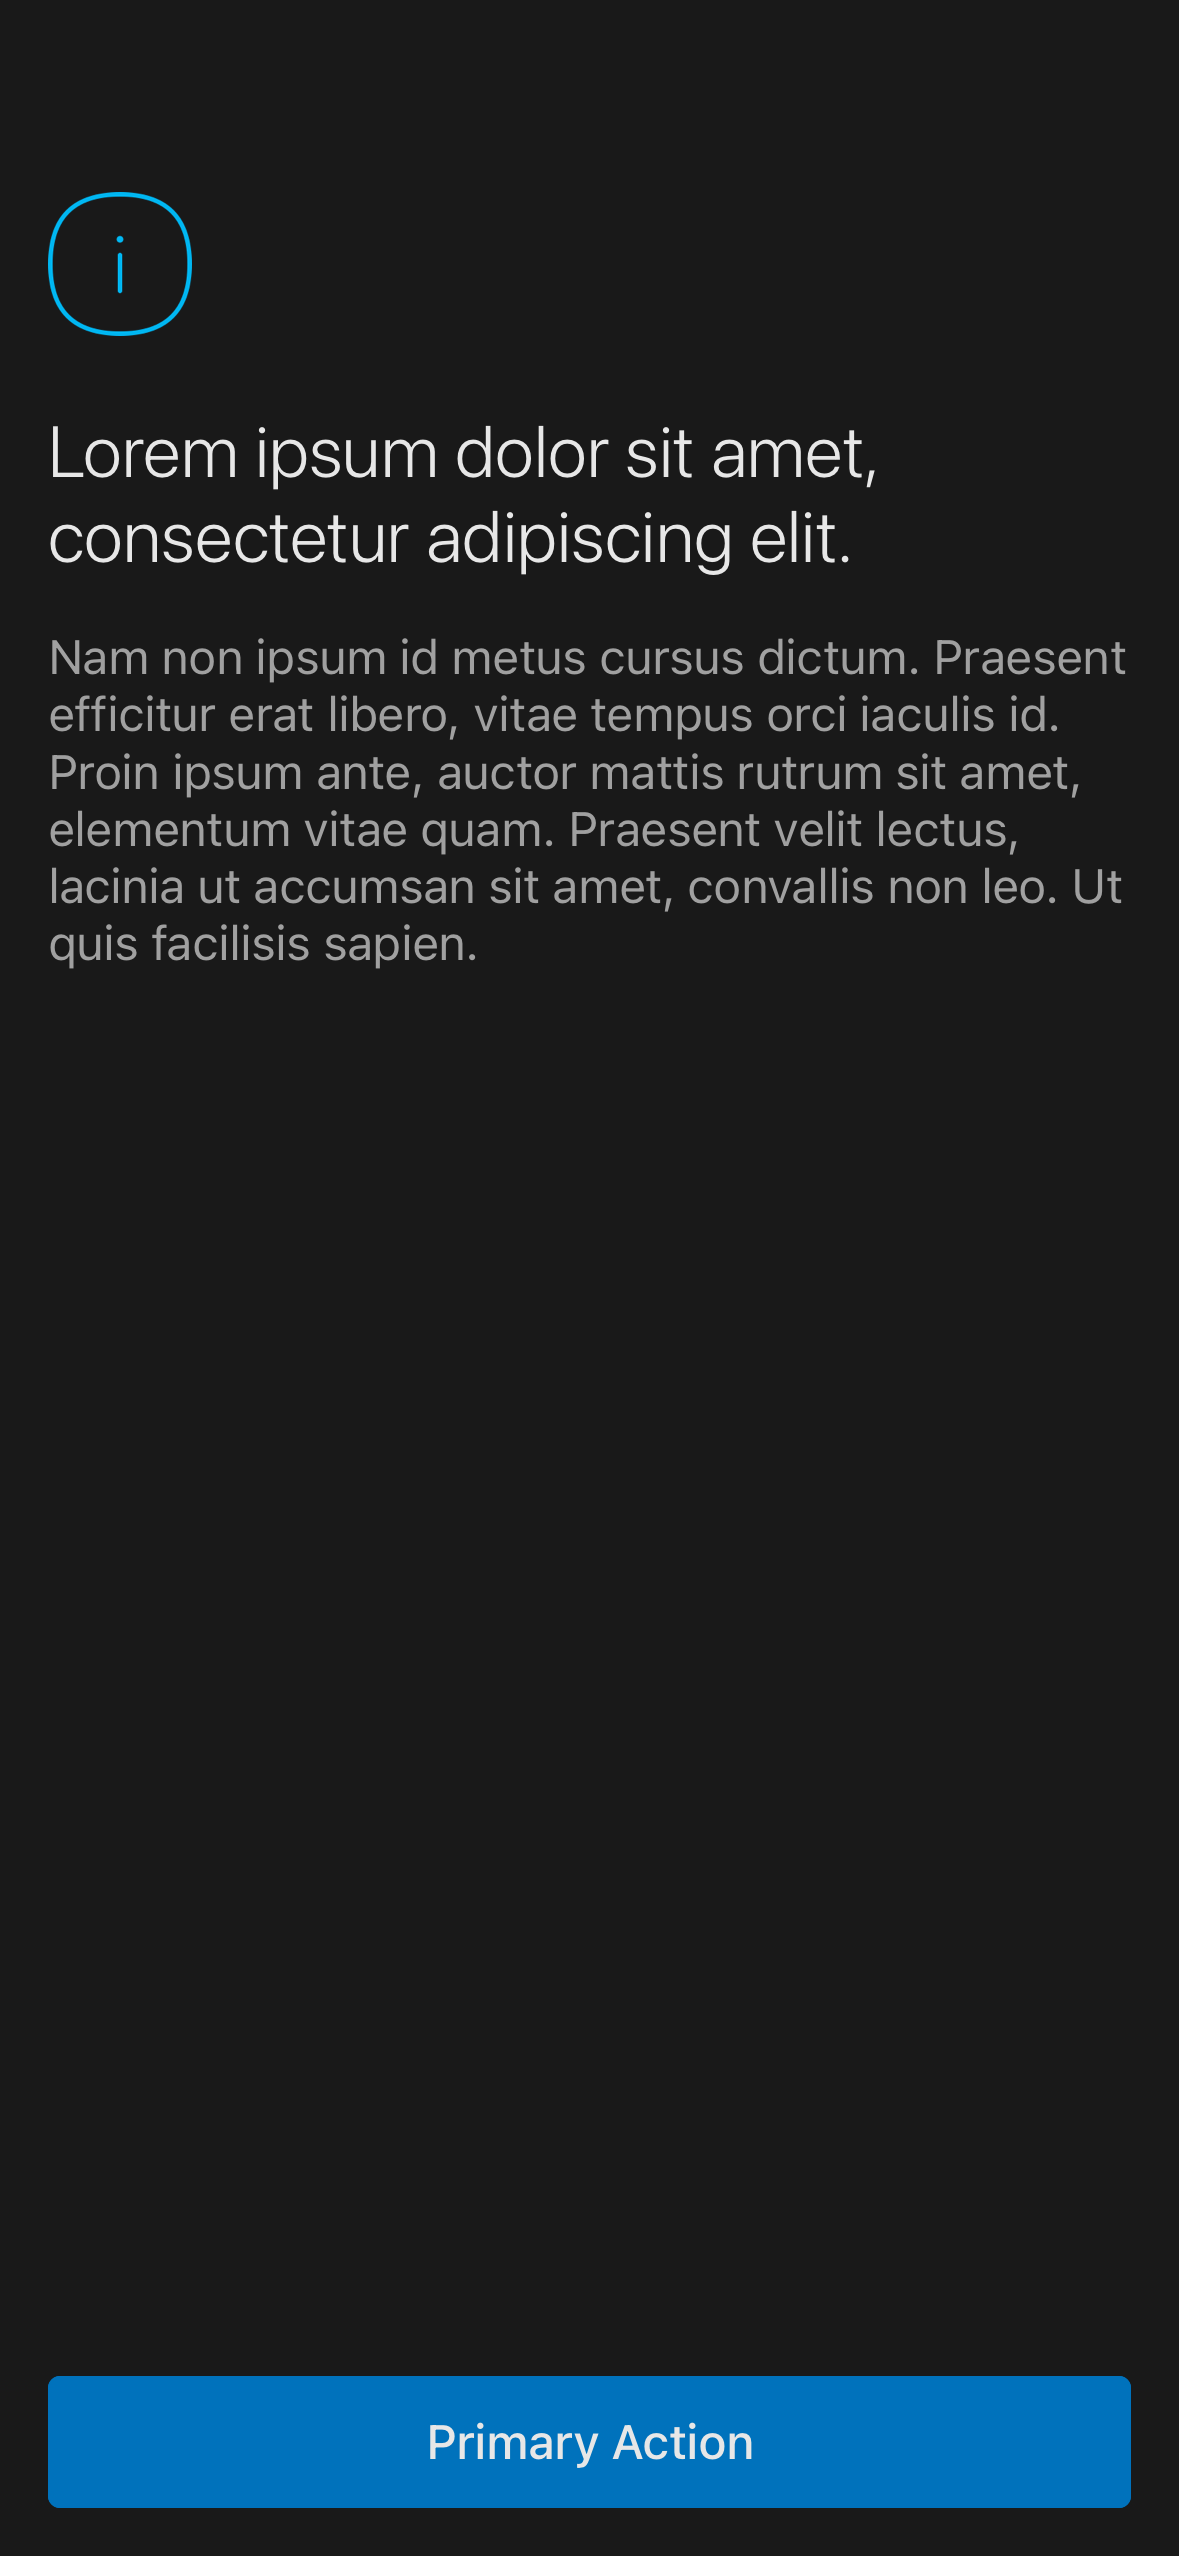 Lorem ipsum dolor sit amet,
consectetur adipiscing elit.
Nam non ipsum id metus cursus dictum. Praesent
efficitur erat libero, vitae tempus orci iaculis id.
Proin ipsum ante, auctor mattis rutrum sit amet,
elementum vitae quam. Praesent velit lectus,
lacinia ut accumsan sit amet, convallis non leo. Ut
quis facilisis sapien.
Primary Action